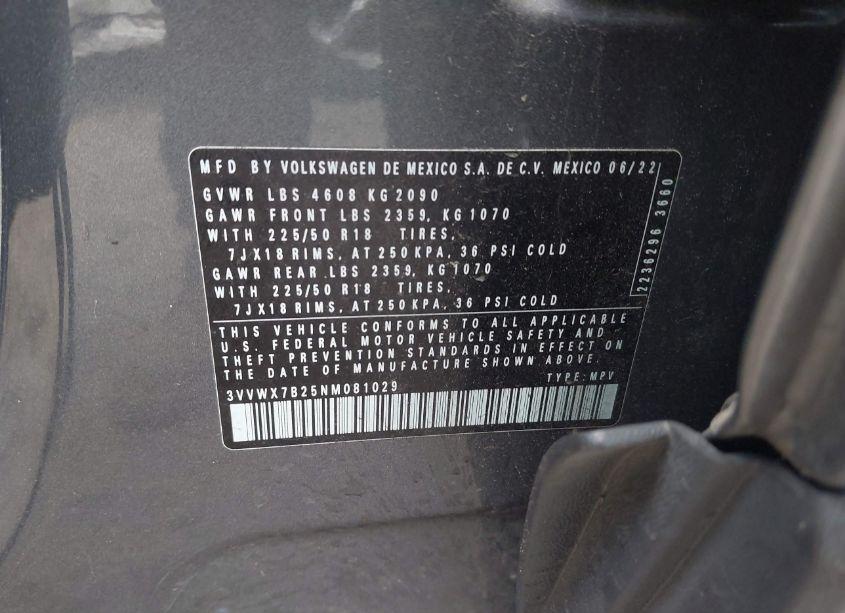 MFD BY VOLKSWAGEN DE MEXICO S.A. DE C.V. MEXICO 06/22
GVWR LBS 4608 KG 2090
GAWR FRONT LBS 2359, KG 1070
WITH 225/50 R18 TIRES,
7JX18 RIMS, AT 250 KPA, 36 PSI COLD
GAWR REAR LBS 2359, KG 1070
WITH 225/50 R18 TIRES,
7JX18 RIMS, AT 250 KPA, 36 PSI COLD
2236296 3660
THIS VEHICLE CONFORMS TO ALL APPLICABLE
U.S. FEDERAL MOTOR VEHICLE SAFETY AND
THEFT PREVENTION STANDARDS IN EFFECT ON
THE DATE OF MANUFACTURE SHOWN ABOVE.
3VVWX7B25NM081029 TYPE: MPV